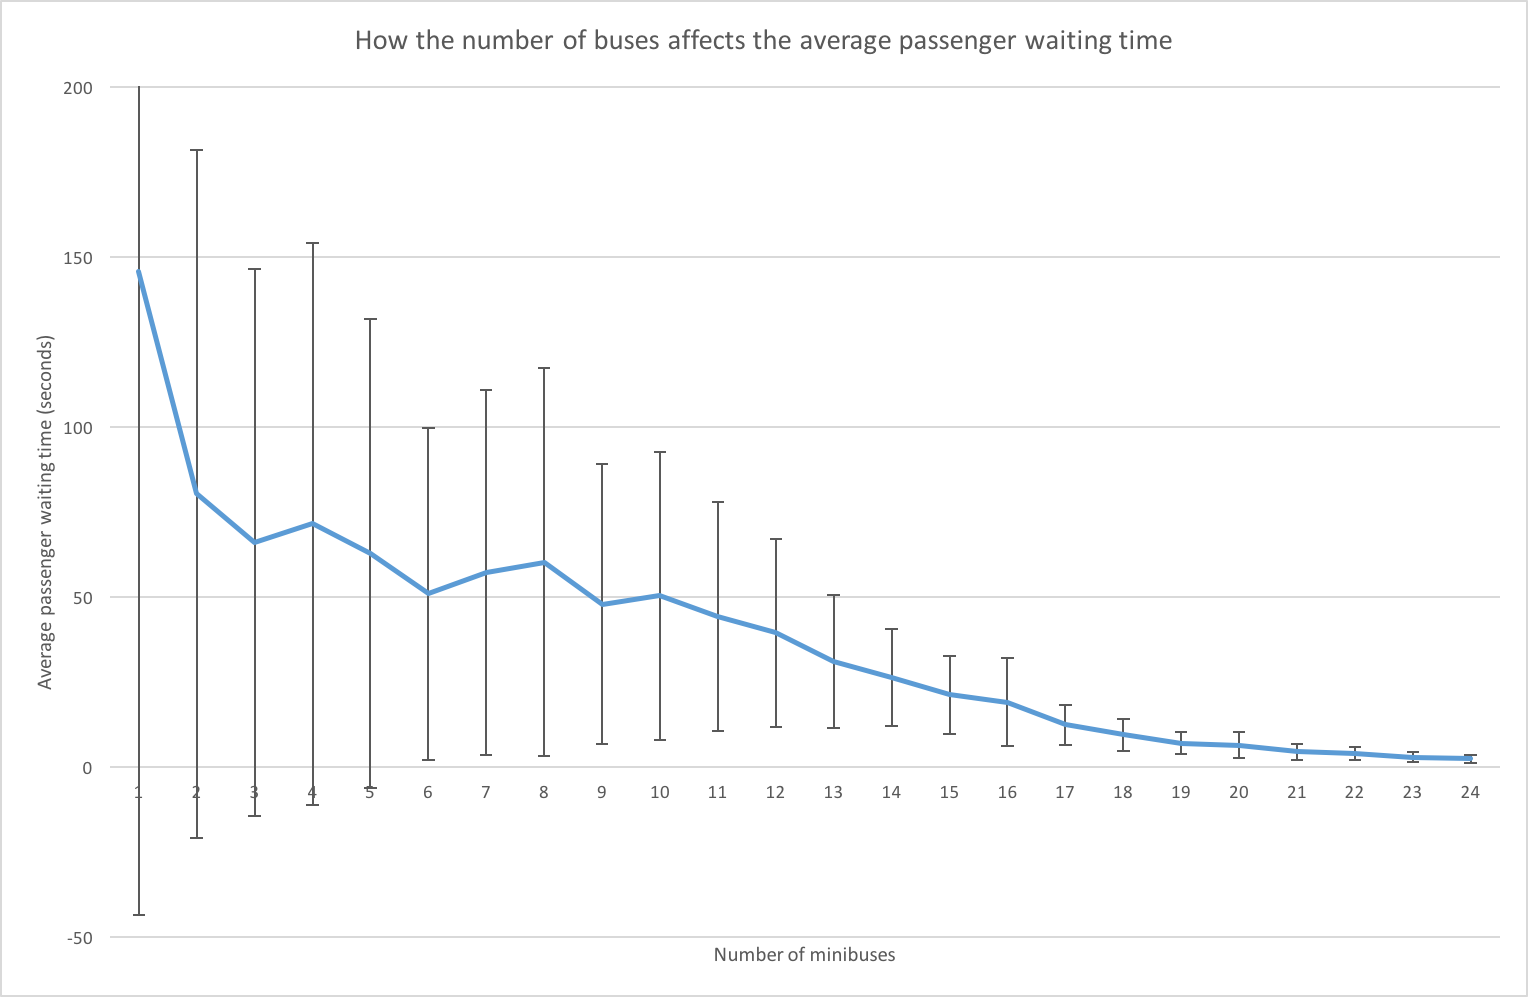 How the number of buses affects the average passenger waiting time
Average passenger waiting time (seconds)
200
150
100
50
0
-50
1 2 3 4 5 6 7 8 9 10 11 12 13 14 15 16 17 18 19 20 21 22 23 24
Number of minibuses